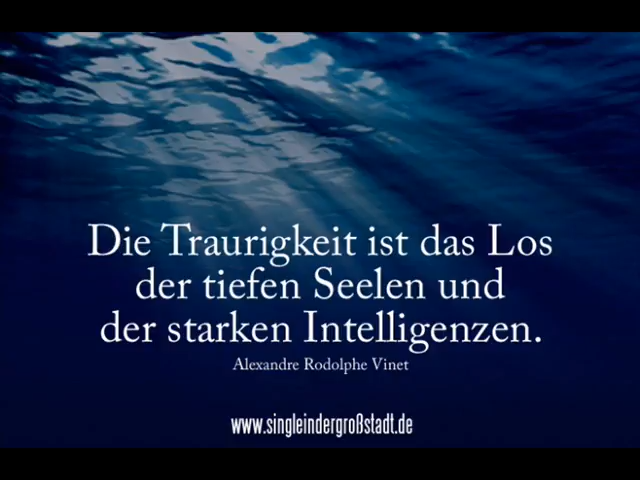 Die Traurigkeit ist das Los
der tiefen Seelen und
der starken Intelligenzen.
Alexandre Rodolphe Vinet
www.singleindergroßstadt.de